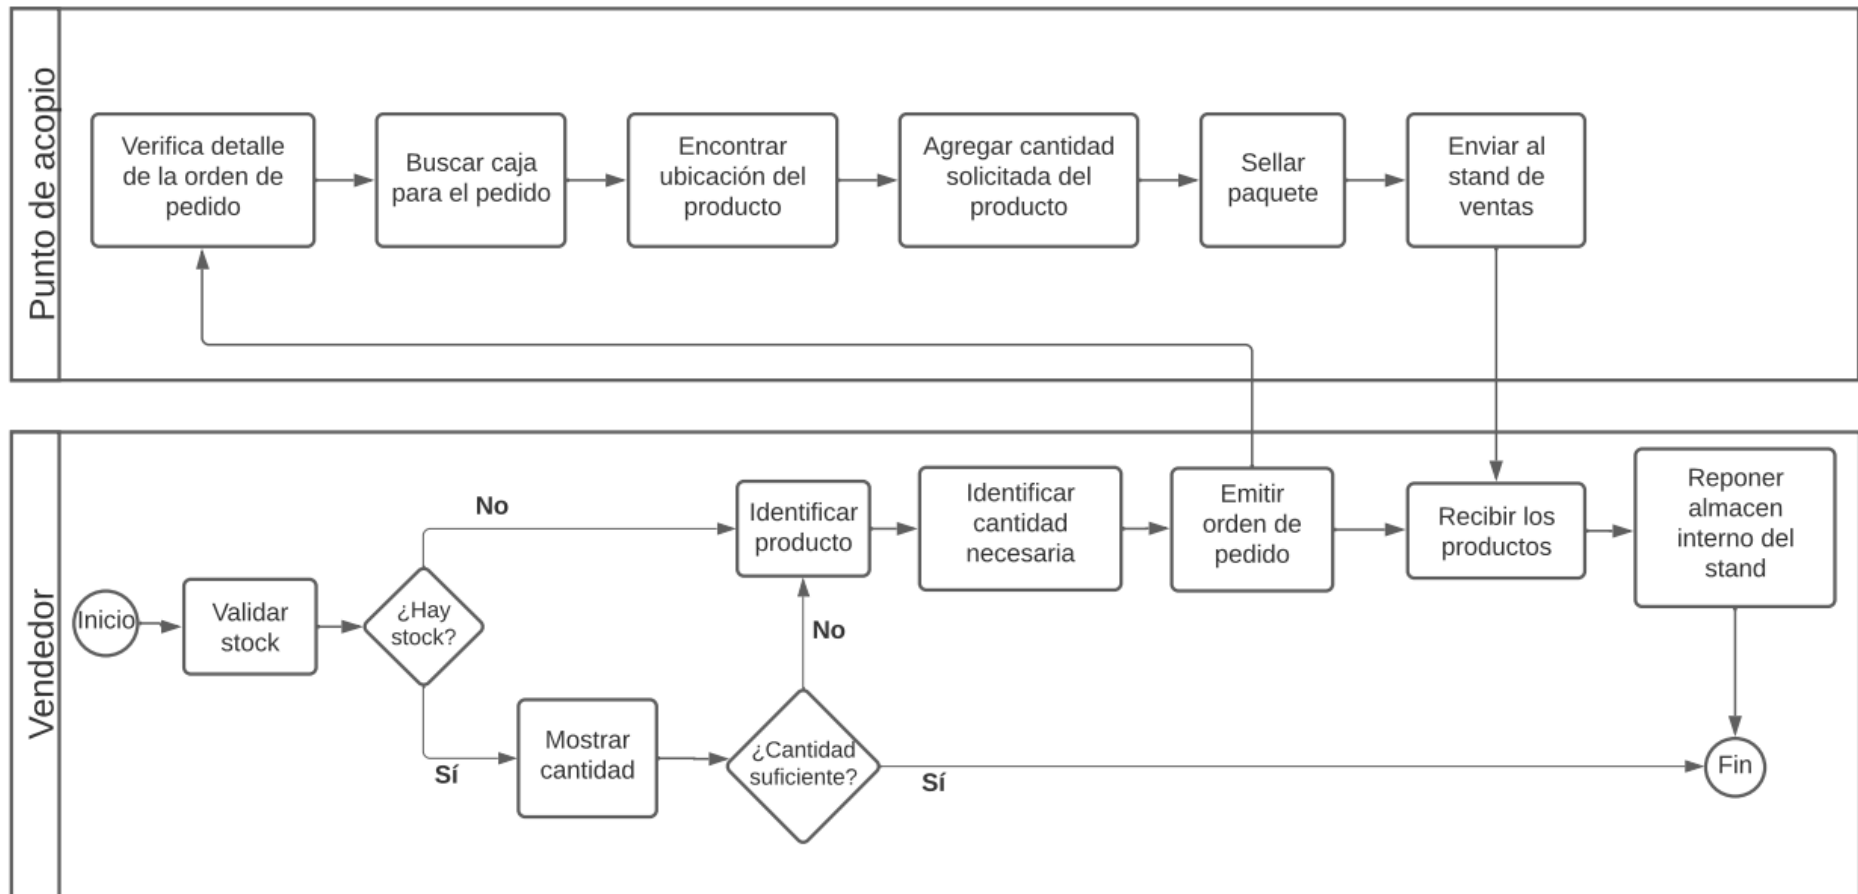 Punto de acopio
Verifica detalle
de la orden de
pedido
Buscar caja
para el pedido
Encontrar
ubicación del
producto
Agregar cantidad
solicitada del
producto
Sellar
paquete
Enviar al
stand de
ventas
Vendedor
Inicio
Validar
stock
¿Hay
stock?
No
Sí
Mostrar
cantidad
¿Cantidad
suficiente?
No
Sí
Identificar
producto
Identificar
cantidad
necesaria
Emitir
orden de
pedido
Recibir los
productos
Reponer
almacen
interno del
stand
Fin